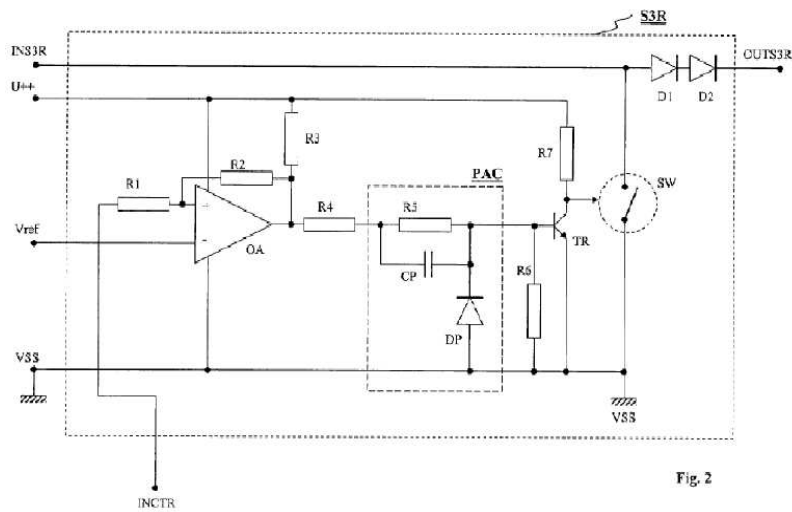 S3R
INS3R
OUTS3R
U++
D1
D2
R3
R7
R2
PAC
SW
R1
+
R4
R5
Vref
-
OA
TR
CP
R6
DP
VSS
VSS
Fig. 2
INCTR